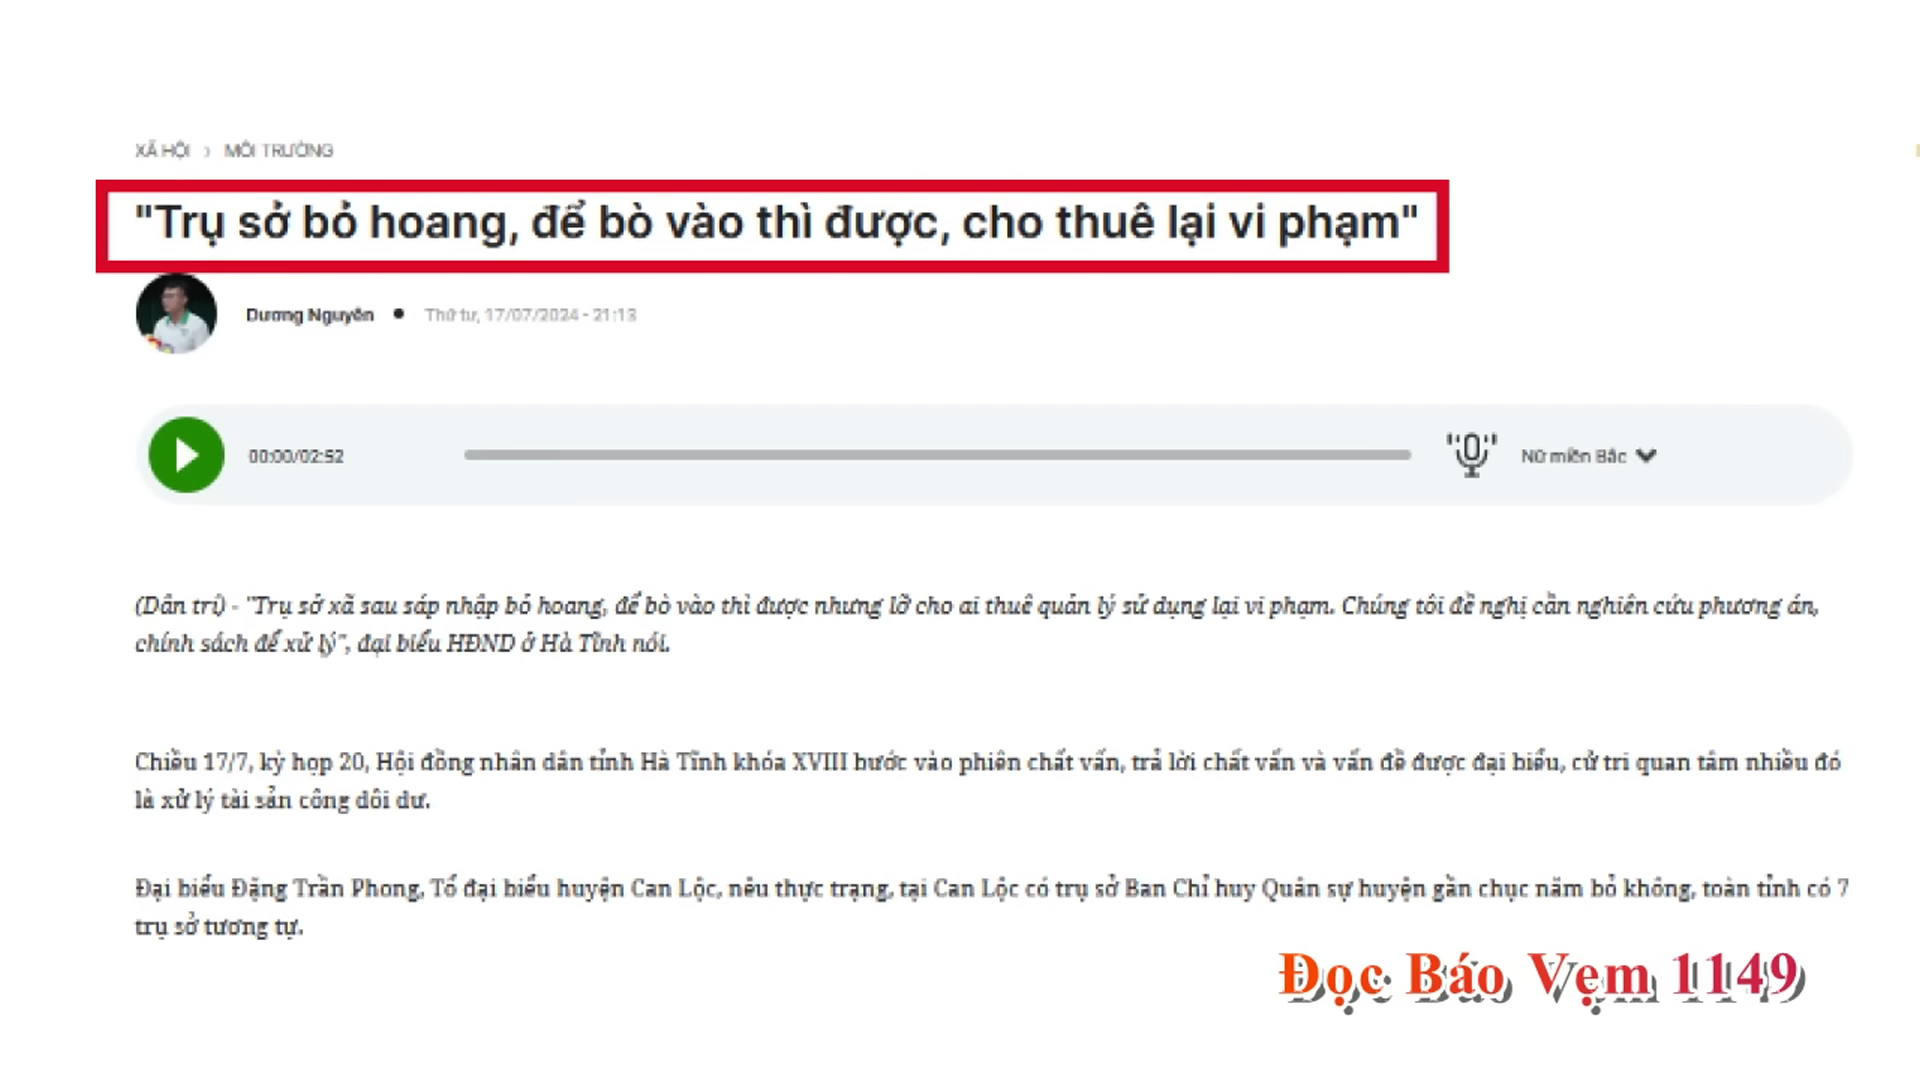 XÃ HỘI › MÔI TRƯỜNG
"Trụ sở bỏ hoang, để bò vào thì được, cho thuê lại vi phạm"
Dương Nguyên • Thứ tư, 17/07/2024 - 21:13
00:00/02:52
Nữ miền Bắc
(Dân trí) - "Trụ sở xã sau sáp nhập bỏ hoang, để bò vào thì được nhưng lỡ cho ai thuê quản lý sử dụng lại vi phạm. Chúng tôi đề nghị cần nghiên cứu phương án,
chính sách để xử lý", đại biểu HĐND ở Hà Tĩnh nói.
Chiều 17/7, kỳ họp 20, Hội đồng nhân dân tỉnh Hà Tĩnh khóa XVIII bước vào phiên chất vấn, trả lời chất vấn và vấn đề được đại biểu, cử tri quan tâm nhiều đó
là xử lý tài sản công dôi dư.
Đại biểu Đặng Trần Phong, Tổ đại biểu huyện Can Lộc, nêu thực trạng, tại Can Lộc có trụ sở Ban Chỉ huy Quân sự huyện gần chục năm bỏ không, toàn tỉnh có 7
trụ sở tương tự.
Đọc Báo Vẹm 1149